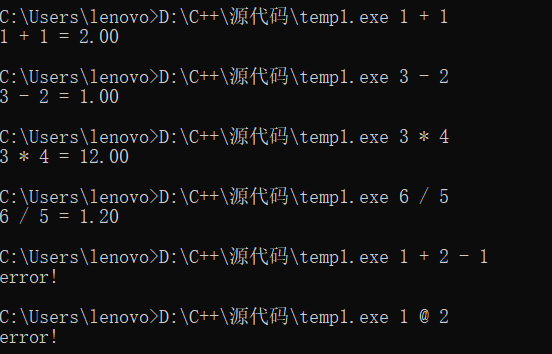 C:\Users\lenovo>D:\C++\源代码\temp1.exe 1 + 1
1 + 1 = 2.00
C:\Users\lenovo>D:\C++\源代码\temp1.exe 3 - 2
3 - 2 = 1.00
C:\Users\lenovo>D:\C++\源代码\temp1.exe 3 * 4
3 * 4 = 12.00
C:\Users\lenovo>D:\C++\源代码\temp1.exe 6 / 5
6 / 5 = 1.20
C:\Users\lenovo>D:\C++\源代码\temp1.exe 1 + 2 - 1
error!
C:\Users\lenovo>D:\C++\源代码\temp1.exe 1 @ 2
error!